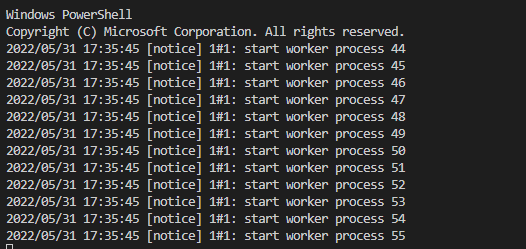 Windows PowerShell
Copyright (C) Microsoft Corporation. All rights reserved.
2022/05/31 17:35:45 [notice] 1#1: start worker process 44
2022/05/31 17:35:45 [notice] 1#1: start worker process 45
2022/05/31 17:35:45 [notice] 1#1: start worker process 46
2022/05/31 17:35:45 [notice] 1#1: start worker process 47
2022/05/31 17:35:45 [notice] 1#1: start worker process 48
2022/05/31 17:35:45 [notice] 1#1: start worker process 49
2022/05/31 17:35:45 [notice] 1#1: start worker process 50
2022/05/31 17:35:45 [notice] 1#1: start worker process 51
2022/05/31 17:35:45 [notice] 1#1: start worker process 52
2022/05/31 17:35:45 [notice] 1#1: start worker process 53
2022/05/31 17:35:45 [notice] 1#1: start worker process 54
2022/05/31 17:35:45 [notice] 1#1: start worker process 55